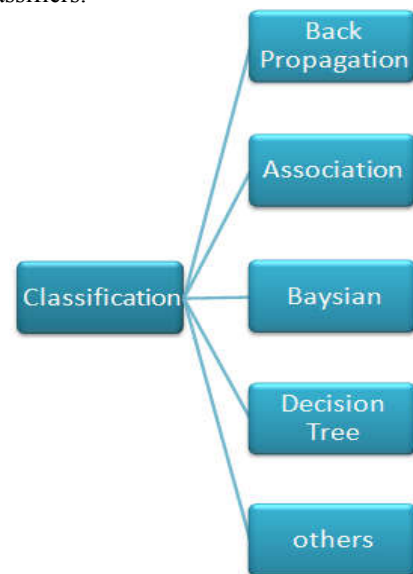 Back
Propagation
Association
Classification
Baysian
Decision
Tree
others